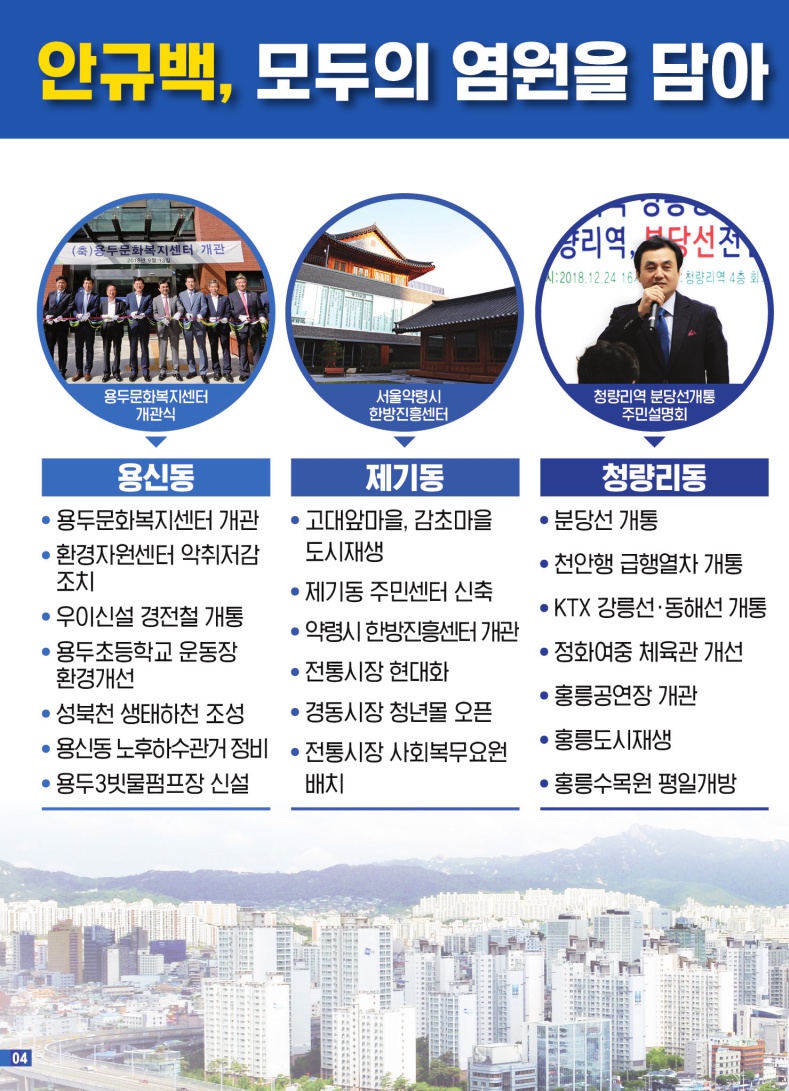 안규백, 모두의 염원을 담아
(축)용두문화복지센터 개관
2018년 9월 13일
용두문화복지센터
개관식
서울약령시
한방진흥센터
량리역, 분당선전
시:2018.12.24 16
청량리역 4층 회
청량리역 분당선개통
주민설명회
용신동
• 용두문화복지센터 개관
• 환경자원센터 악취저감
조치
• 우이신설 경전철 개통
• 용두초등학교 운동장
환경개선
• 성북천 생태하천 조성
• 용신동 노후하수관거 정비
• 용두3빗물펌프장 신설
제기동
• 고대앞마을, 감초마을
도시재생
• 제기동 주민센터 신축
• 약령시 한방진흥센터 개관
• 전통시장 현대화
• 경동시장 청년몰 오픈
• 전통시장 사회복무요원
배치
청량리동
• 분당선 개통
• 천안행 급행열차 개통
• KTX 강릉선·동해선 개통
• 정화여중 체육관 개선
• 홍릉공연장 개관
• 홍릉도시재생
• 홍릉수목원 평일개방
04